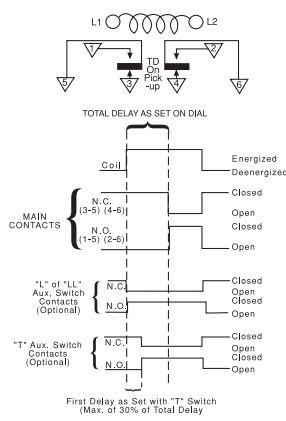 L1 L2
1 2
TD
On
Pick
-up
5 3 4 6
TOTAL DELAY AS SET ON DIAL
Coil
Energized
Deenergized
MAIN
CONTACTS
N.C.
(3-5) (4-6)
Closed
Open
N.O.
(1-5) (2-6)
Closed
Open
"L" of "LL"
Aux. Switch
Contacts
(Optional)
N.C.
Closed
Open
N.O.
Closed
Open
"T" Aux. Switch
Contacts
(Optional)
N.C.
Closed
Open
N.O.
Closed
Open
First Delay as Set with "T" Switch
(Max. of 30% of Total Delay